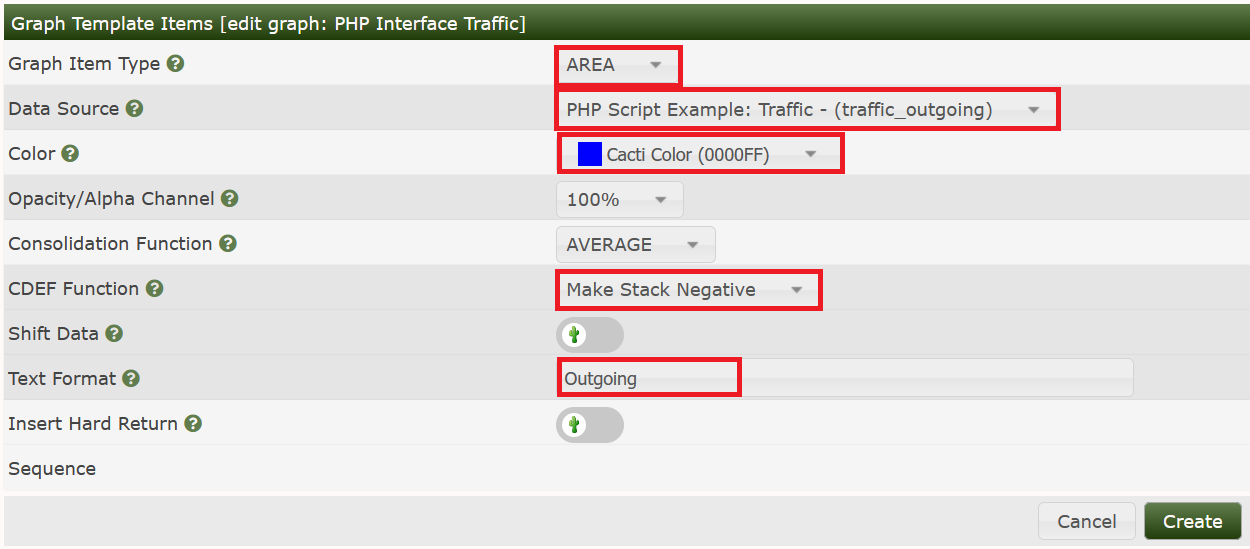 Graph Template Items [edit graph: PHP Interface Traffic]
Graph Item Type ? AREA
Data Source ? PHP Script Example: Traffic - (traffic_outgoing)
Color ? Cacti Color (0000FF)
Opacity/Alpha Channel ? 100%
Consolidation Function ? AVERAGE
CDEF Function ? Make Stack Negative
Shift Data ?
Text Format ? Outgoing
Insert Hard Return ?
Sequence
Cancel Create